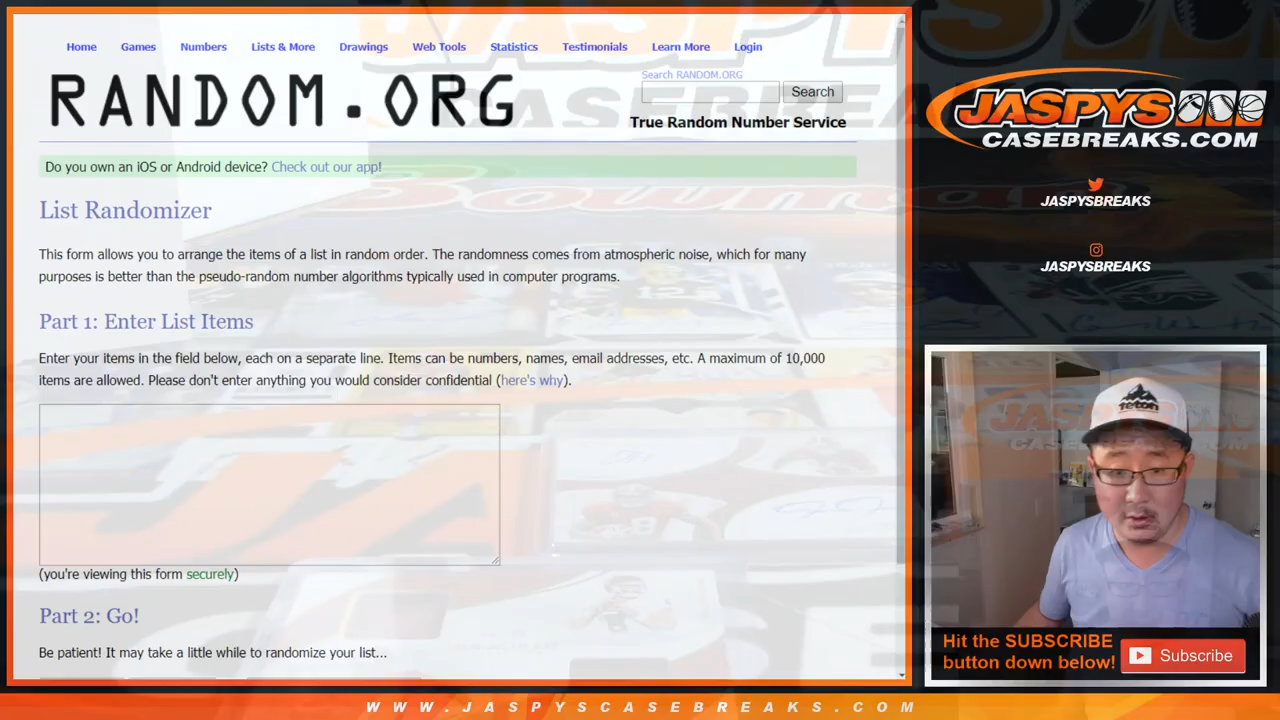 Home Games Numbers Lists & More Drawings Web Tools Statistics Testimonials Learn More Login
RANDOM.ORG
Search RANDOM.ORG
Search
True Random Number Service
Do you own an iOS or Android device? Check out our app!
List Randomizer
This form allows you to arrange the items of a list in random order. The randomness comes from atmospheric noise, which for many
purposes is better than the pseudo-random number algorithms typically used in computer programs.
Part 1: Enter List Items
Enter your items in the field below, each on a separate line. Items can be numbers, names, email addresses, etc. A maximum of 10,000
items are allowed. Please don't enter anything you would consider confidential (here's why).
(you're viewing this form securely)
Part 2: Go!
Be patient! It may take a little while to randomize your list...
JASPYS
CASEBREAKS.COM
JASPYSBREAKS
JASPYSBREAKS
teton
Hit the SUBSCRIBE
button down below!
Subscribe
WWW.JASPYSCASEBREAKS.COM